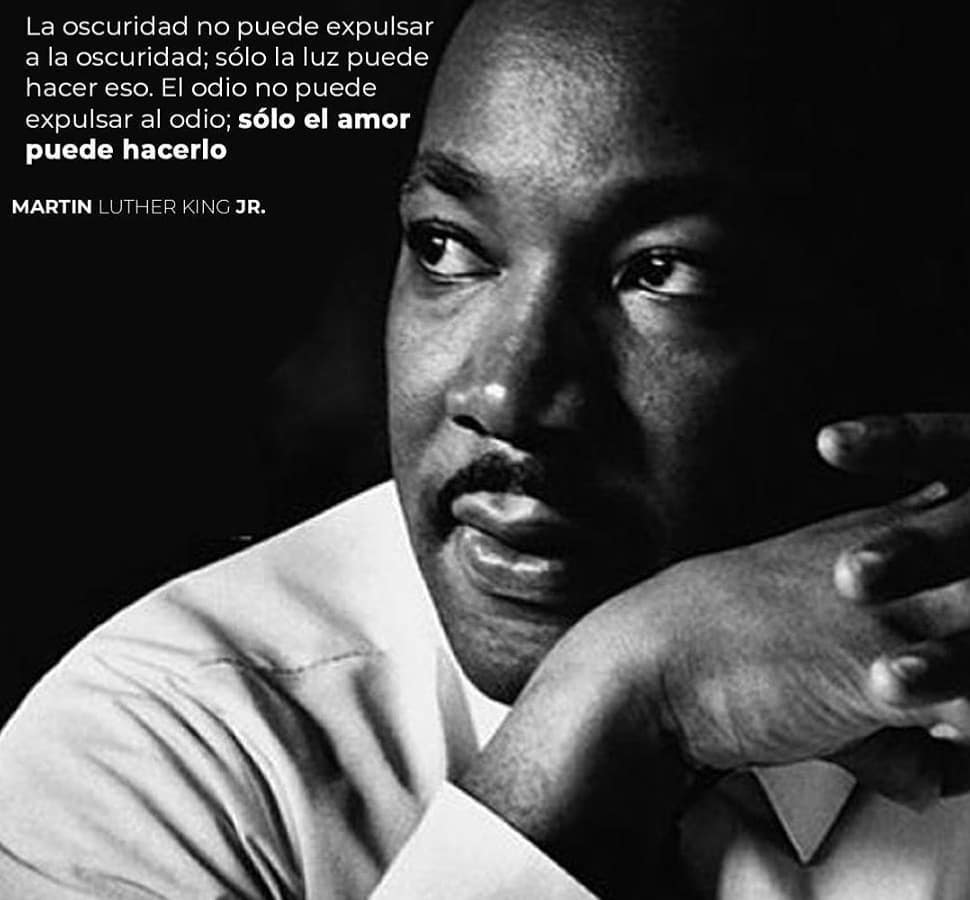 La oscuridad no puede expulsar
a la oscuridad; sólo la luz puede
hacer eso. El odio no puede
expulsar al odio; sólo el amor
puede hacerlo
MARTIN LUTHER KING JR.